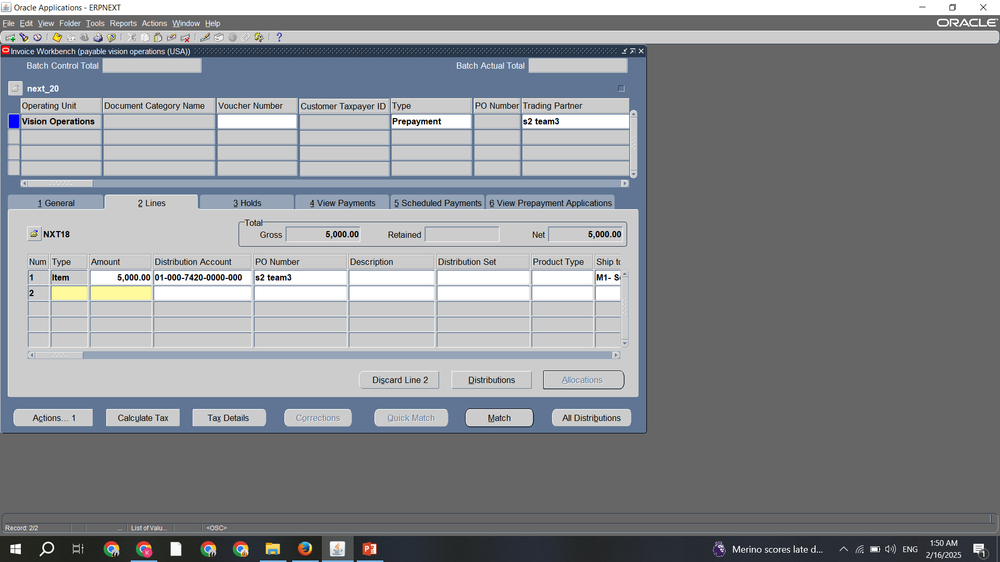 Oracle Applications - ERPNEXT
File Edit View Folder Tools Reports Actions Window Help
ORACLE
Invoice Workbench (payable vision operations (USA))
Batch Control Total
Batch Actual Total
next_20
Operating Unit Document Category Name Voucher Number Customer Taxpayer ID Type PO Number Trading Partner
Vision Operations Prepayment s2 team3
1 General 2 Lines 3 Holds 4 View Payments 5 Scheduled Payments 6 View Prepayment Applications
Total
NXT18 Gross 5,000.00 Retained Net 5,000.00
Num Type Amount Distribution Account PO Number Description Distribution Set Product Type Ship to
1 Item 5,000.00 01-000-7420-0000-000 s2 team3 M1- S
2
Discard Line 2 Distributions Allocations
Actions... 1 Calculate Tax Tax Details Corrections Quick Match Match All Distributions
Record: 2/2 ... List of Valu... <OSC>
Merino scores late d... ENG 1:50 AM
2/16/2025
1